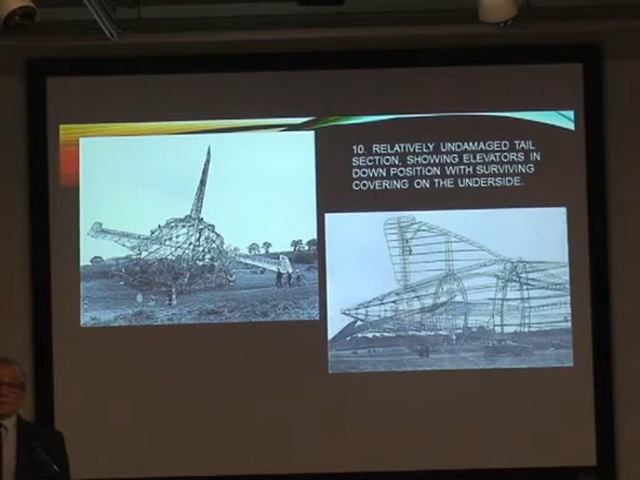 10. RELATIVELY UNDAMAGED TAIL
SECTION, SHOWING ELEVATORS IN
DOWN POSITION WITH SURVIVING
COVERING ON THE UNDERSIDE.